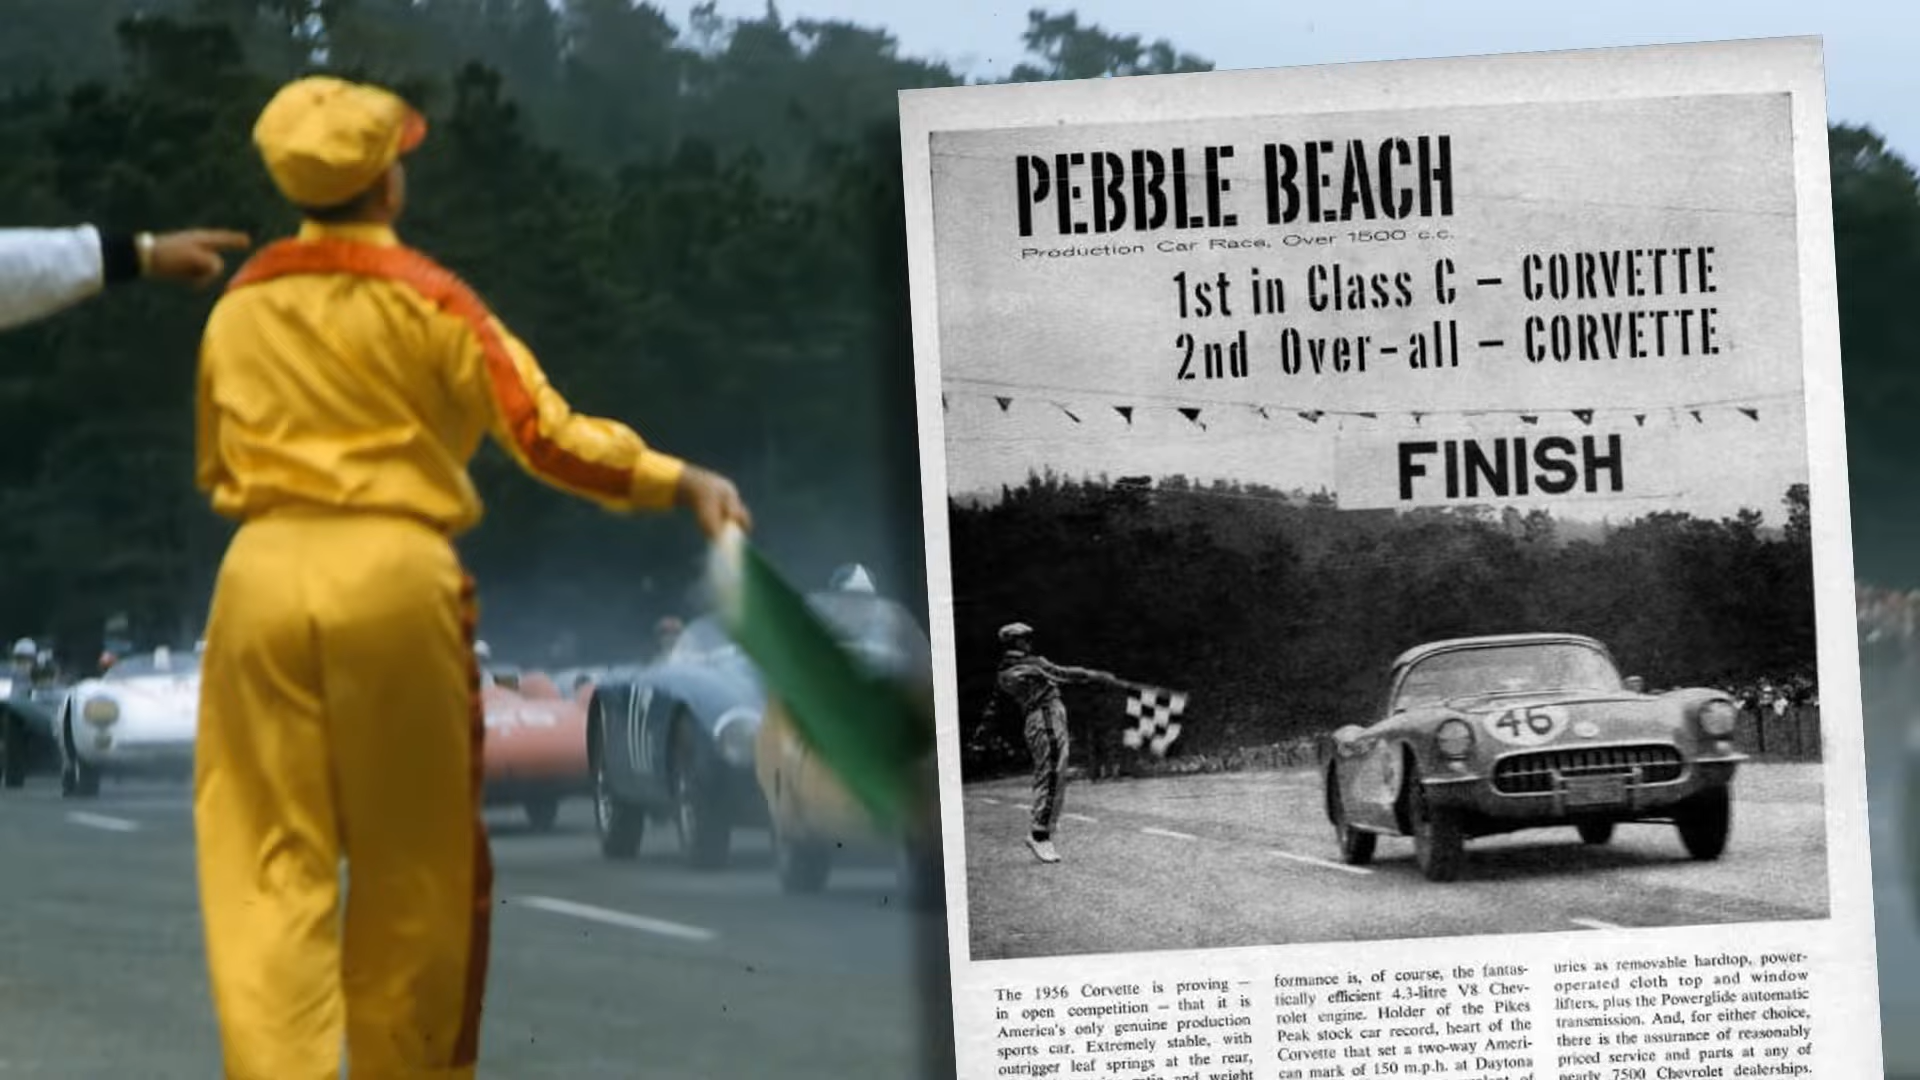 PEBBLE BEACH
Production Car Race, Over 1500 c.c.
1st in Class C – CORVETTE
2nd Over-all – CORVETTE
FINISH
46
The 1956 Corvette is proving —
in open competition — that it is
America's only genuine production
sports car. Extremely stable, with
outrigger leaf springs at the rear,
and weight
formance is, of course, the fantas-
tically efficient 4.3-litre V8 Chev-
rolet engine. Holder of the Pikes
Peak stock car record, heart of the
Corvette that set a two-way Ameri-
can mark of 150 m.p.h. at Daytona
of
uries as removable hardtop, power-
operated cloth top and window
lifters, plus the Powerglide automatic
transmission. And, for either choice,
there is the assurance of reasonably
priced service and parts at any of
nearly 7500 Chevrolet dealerships.